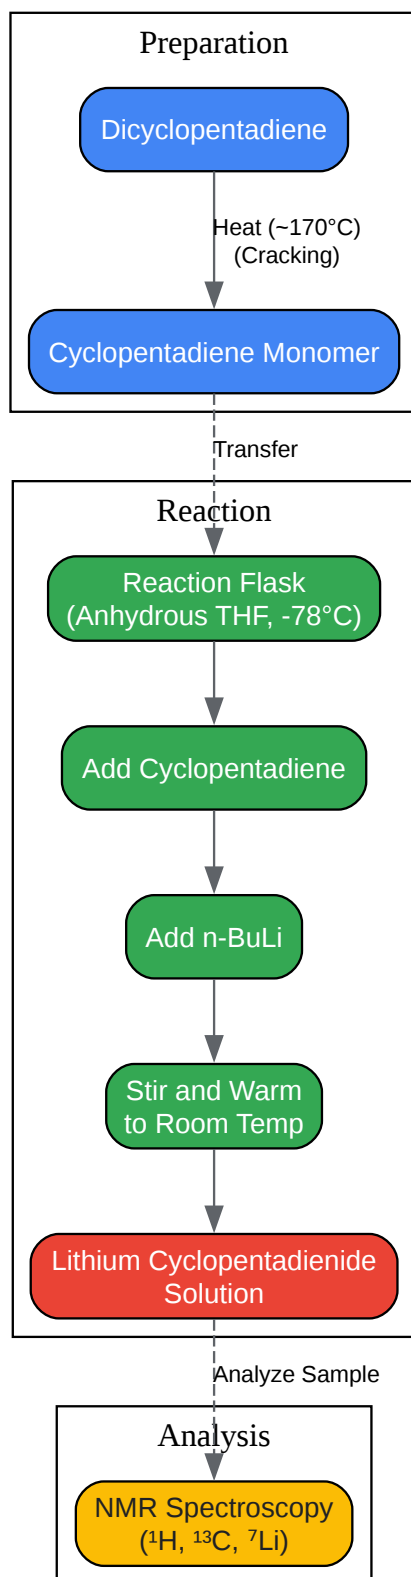 Preparation
Dicyclopentadiene
Heat (~170°C)
(Cracking)
Cyclopentadiene Monomer
Transfer
Reaction
Reaction Flask
(Anhydrous THF, -78°C)
Add Cyclopentadiene
Add n-BuLi
Stir and Warm
to Room Temp
Lithium Cyclopentadienide
Solution
Analyze Sample
Analysis
NMR Spectroscopy
(¹H, ¹³C, ⁷Li)